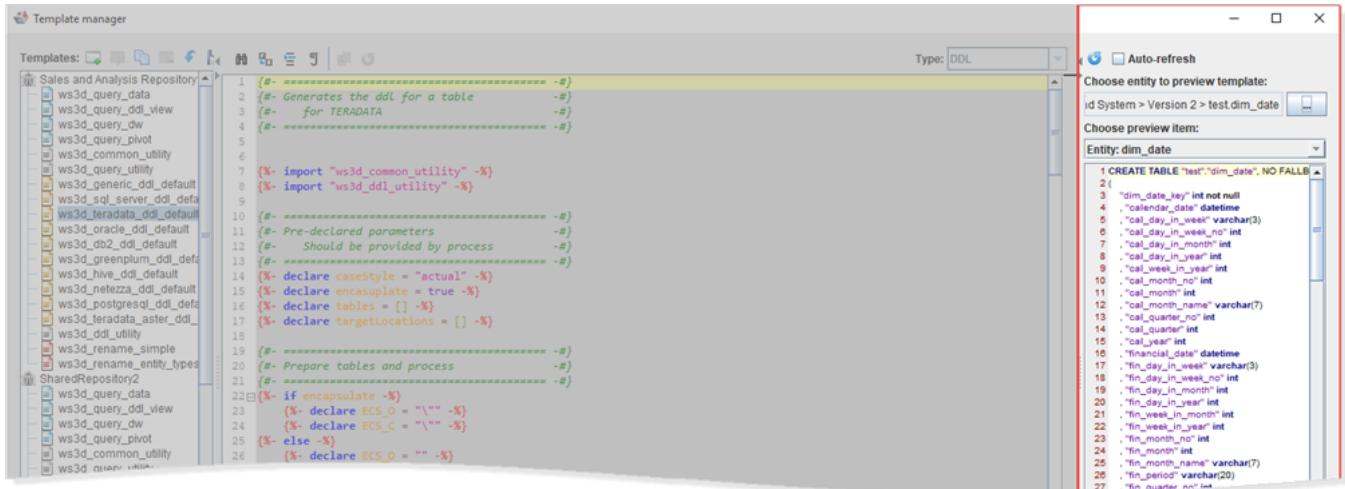 Template manager
Templates:
Type: DDL
Sales and Analysis Repository
ws3d_query_data
ws3d_query_ddl_view
ws3d_query_dw
ws3d_query_pivot
ws3d_common_utility
ws3d_query_utility
ws3d_generic_ddl_default
ws3d_sql_server_ddl_defa
ws3d_teradata_ddl_default
ws3d_oracle_ddl_default
ws3d_db2_ddl_default
ws3d_greenplum_ddl_defa
ws3d_hive_ddl_default
ws3d_netezza_ddl_default
ws3d_postgresql_ddl_defa
ws3d_teradata_aster_ddl_
ws3d_ddl_utility
ws3d_rename_simple
ws3d_rename_entity_types
SharedRepository2
ws3d_query_data
ws3d_query_ddl_view
ws3d_query_dw
ws3d_query_pivot
ws3d_common_utility
ws3d_query_utility
1 {#- ========================================= -#}
2 {#- Generates the ddl for a table -#}
3 {#- for TERADATA -#}
4 {#- ========================================= -#}
5
6
7 {%- import "ws3d_common_utility" -%}
8 {%- import "ws3d_ddl_utility" -%}
9
10 {#- ========================================= -#}
11 {#- Pre-declared parameters -#}
12 {#- Should be provided by process -#}
13 {#- ========================================= -#}
14 {%- declare caseStyle = "actual" -%}
15 {%- declare encasuplate = true -%}
16 {%- declare tables = [] -%}
17 {%- declare targetLocations = [] -%}
18
19 {#- ========================================= -#}
20 {#- Prepare tables and process -#}
21 {#- ========================================= -#}
22 {%- if encapsulate -%}
23 {%- declare ECS_O = "\"" -%}
24 {%- declare ECS_C = "\"" -%}
25 {%- else -%}
26 {%- declare ECS_O = "" -%}
Auto-refresh
Choose entity to preview template:
id System > Version 2 > test.dim_date
...
Choose preview item:
Entity: dim_date
1 CREATE TABLE "test"."dim_date", NO FALLB
2 (
3 "dim_date_key" int not null
4 , "calendar_date" datetime
5 , "cal_day_in_week" varchar(3)
6 , "cal_day_in_week_no" int
7 , "cal_day_in_month" int
8 , "cal_day_in_year" int
9 , "cal_week_in_year" int
10 , "cal_month_no" int
11 , "cal_month" int
12 , "cal_month_name" varchar(7)
13 , "cal_quarter_no" int
14 , "cal_quarter" int
15 , "cal_year" int
16 , "financial_date" datetime
17 , "fin_day_in_week" varchar(3)
18 , "fin_day_in_week_no" int
19 , "fin_day_in_month" int
20 , "fin_day_in_year" int
21 , "fin_week_in_month" int
22 , "fin_week_in_year" int
23 , "fin_month_no" int
24 , "fin_month" int
25 , "fin_month_name" varchar(7)
26 , "fin_period" varchar(20)
27 , "fin_quarter_no" int